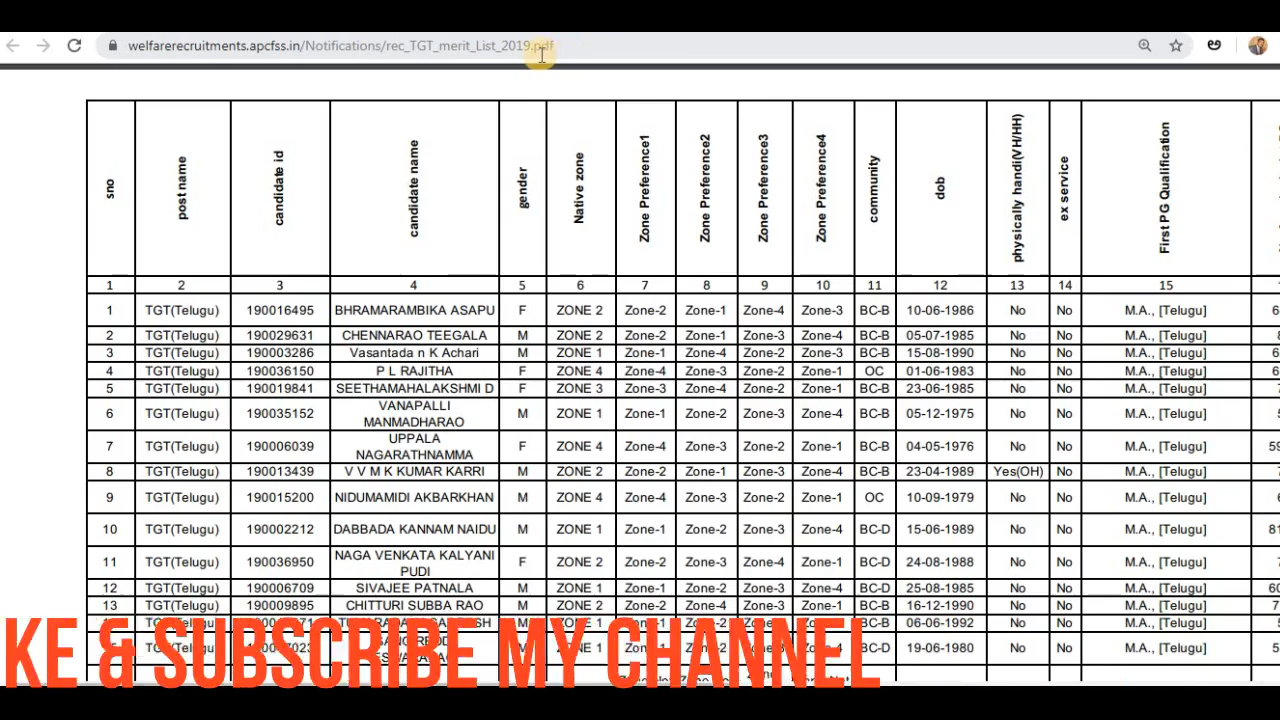 welfarerecruitments.apcfss.in/Notifications/rec_TGT_merit_List_2019.pdf
sno post name candidate id candidate name gender Native zone Zone Preference1 Zone Preference2 Zone Preference3 Zone Preference4 community dob physically handi(VH/HH) ex service First PG Qualification
1 2 3 4 5 6 7 8 9 10 11 12 13 14 15
1 TGT(Telugu) 190016495 BHRAMARAMBIKA ASAPU F ZONE 2 Zone-2 Zone-1 Zone-4 Zone-3 BC-B 10-06-1986 No No M.A., [Telugu]
2 TGT(Telugu) 190029631 CHENNARAO TEEGALA M ZONE 2 Zone-2 Zone-1 Zone-4 Zone-3 BC-B 05-07-1985 No No M.A., [Telugu]
3 TGT(Telugu) 190003286 Vasantada n K Achari M ZONE 1 Zone-1 Zone-4 Zone-2 Zone-3 BC-B 15-08-1990 No No M.A., [Telugu]
4 TGT(Telugu) 190036150 P L RAJITHA F ZONE 4 Zone-4 Zone-3 Zone-2 Zone-1 OC 01-06-1983 No No M.A., [Telugu]
5 TGT(Telugu) 190019841 SEETHAMAHALAKSHMI D F ZONE 3 Zone-3 Zone-4 Zone-2 Zone-1 BC-B 23-06-1985 No No M.A., [Telugu]
6 TGT(Telugu) 190035152 VANAPALLI MANMADHARAO M ZONE 1 Zone-1 Zone-2 Zone-3 Zone-4 BC-B 05-12-1975 No No M.A., [Telugu]
7 TGT(Telugu) 190006039 UPPALA NAGARATHNAMMA F ZONE 4 Zone-4 Zone-3 Zone-2 Zone-1 BC-B 04-05-1976 No No M.A., [Telugu] 59
8 TGT(Telugu) 190013439 V V M K KUMAR KARRI M ZONE 2 Zone-2 Zone-1 Zone-3 Zone-4 BC-B 23-04-1989 Yes(OH) No M.A., [Telugu]
9 TGT(Telugu) 190015200 NIDUMAMIDI AKBARKHAN M ZONE 4 Zone-4 Zone-3 Zone-2 Zone-1 OC 10-09-1979 No No M.A., [Telugu]
10 TGT(Telugu) 190002212 DABBADA KANNAM NAIDU M ZONE 1 Zone-1 Zone-2 Zone-3 Zone-4 BC-D 15-06-1989 No No M.A., [Telugu] 81
11 TGT(Telugu) 190036950 NAGA VENKATA KALYANI PUDI F ZONE 2 Zone-2 Zone-3 Zone-4 Zone-1 BC-D 24-08-1988 No No M.A., [Telugu]
12 TGT(Telugu) 190006709 SIVAJEE PATNALA M ZONE 1 Zone-1 Zone-2 Zone-3 Zone-4 BC-D 25-08-1985 No No M.A., [Telugu] 60
13 TGT(Telugu) 190009895 CHITTURI SUBBA RAO M ZONE 2 Zone-2 Zone-4 Zone-3 Zone-1 BC-B 16-12-1990 No No M.A., [Telugu]
BC-B 06-06-1992 No No M.A., [Telugu]
BC-D 19-06-1980 No No M.A., [Telugu]
KE & SUBSCRIBE MY CHANNEL